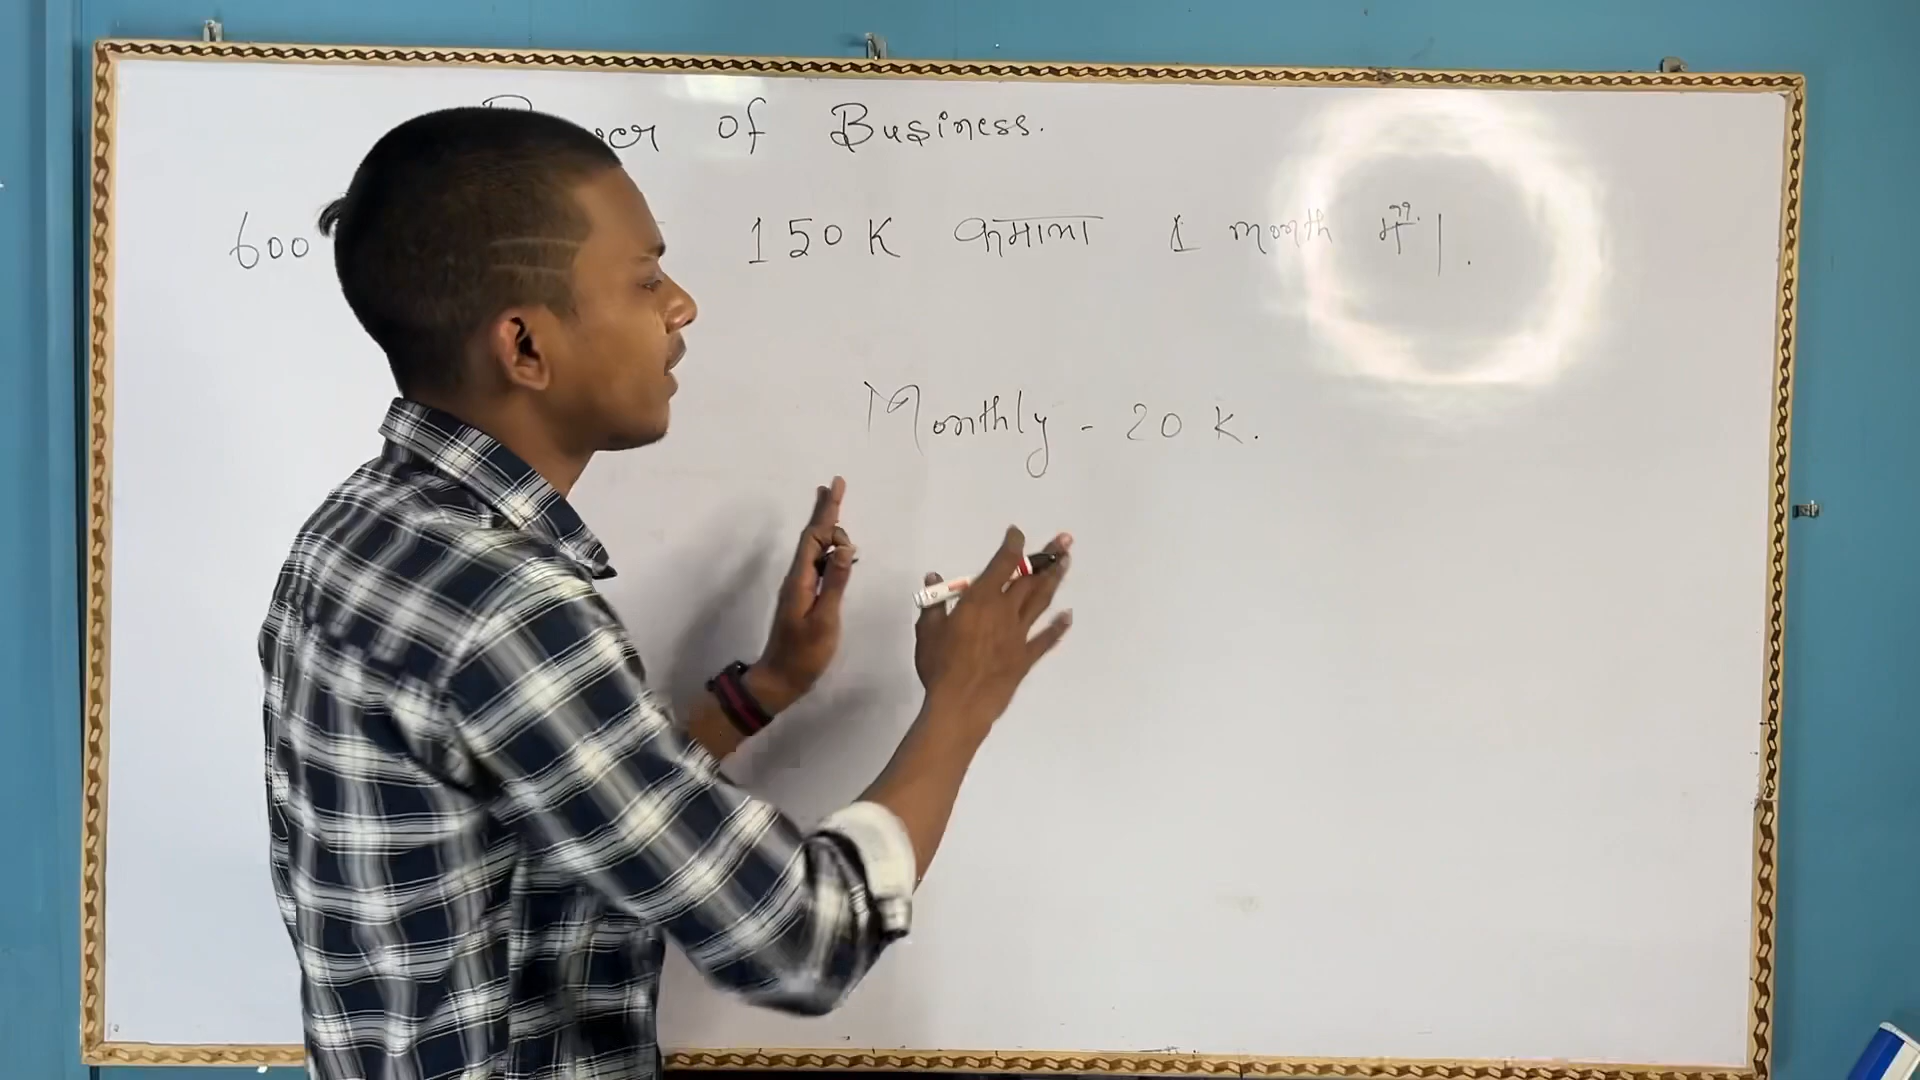 of Business.
600 150K कमाना 1 month में |.
Monthly - 20 K.